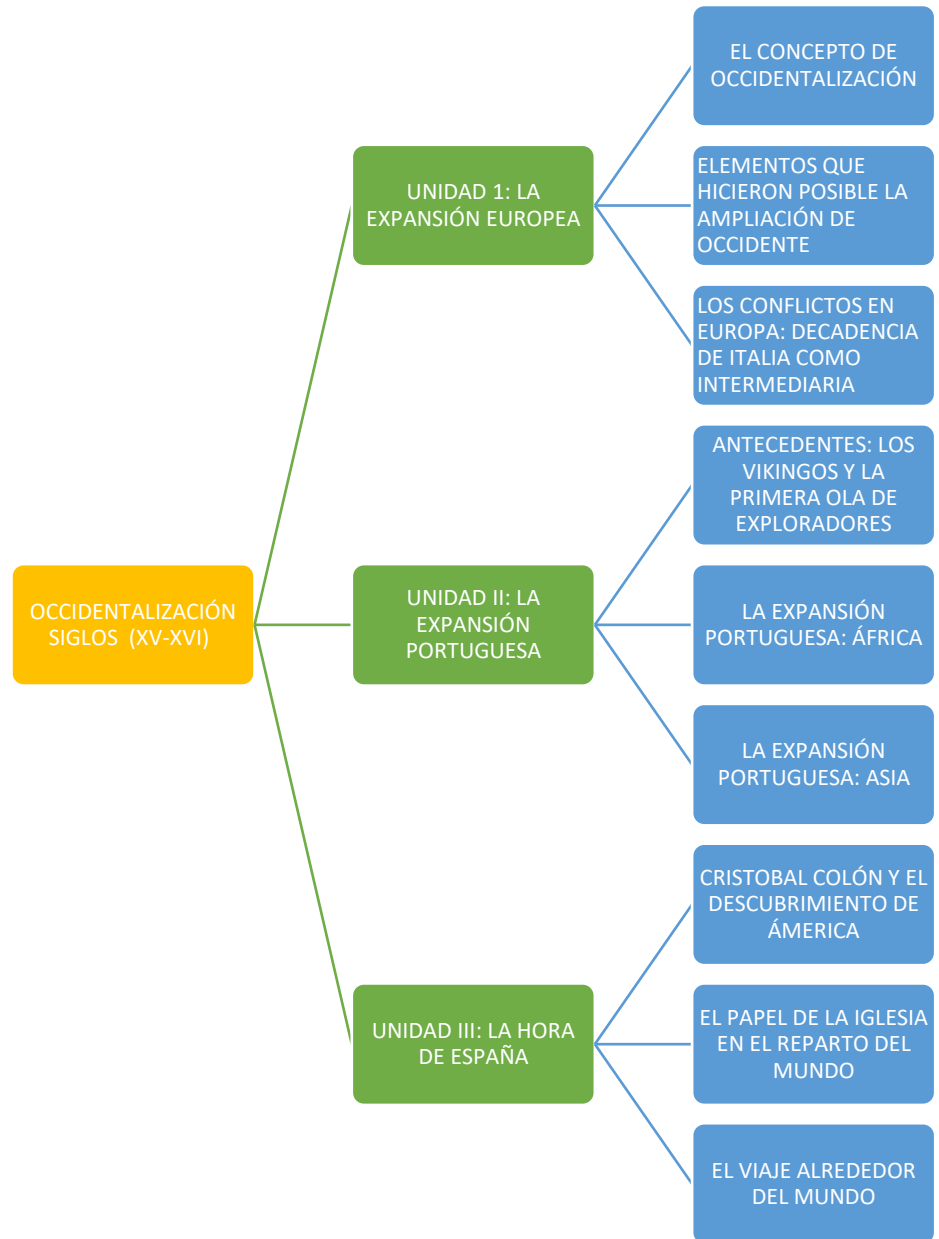 OCCIDENTALIZACIÓN
SIGLOS (XV-XVI)
UNIDAD 1: LA
EXPANSIÓN EUROPEA
EL CONCEPTO DE
OCCIDENTALIZACIÓN
ELEMENTOS QUE
HICIERON POSIBLE LA
AMPLIACIÓN DE
OCCIDENTE
LOS CONFLICTOS EN
EUROPA: DECADENCIA
DE ITALIA COMO
INTERMEDIARIA
UNIDAD II: LA
EXPANSIÓN
PORTUGUESA
ANTECEDENTES: LOS
VIKINGOS Y LA
PRIMERA OLA DE
EXPLORADORES
LA EXPANSIÓN
PORTUGUESA: ÁFRICA
LA EXPANSIÓN
PORTUGUESA: ASIA
UNIDAD III: LA HORA
DE ESPAÑA
CRISTOBAL COLÓN Y EL
DESCUBRIMIENTO DE
ÁMERICA
EL PAPEL DE LA IGLESIA
EN EL REPARTO DEL
MUNDO
EL VIAJE ALREDEDOR
DEL MUNDO